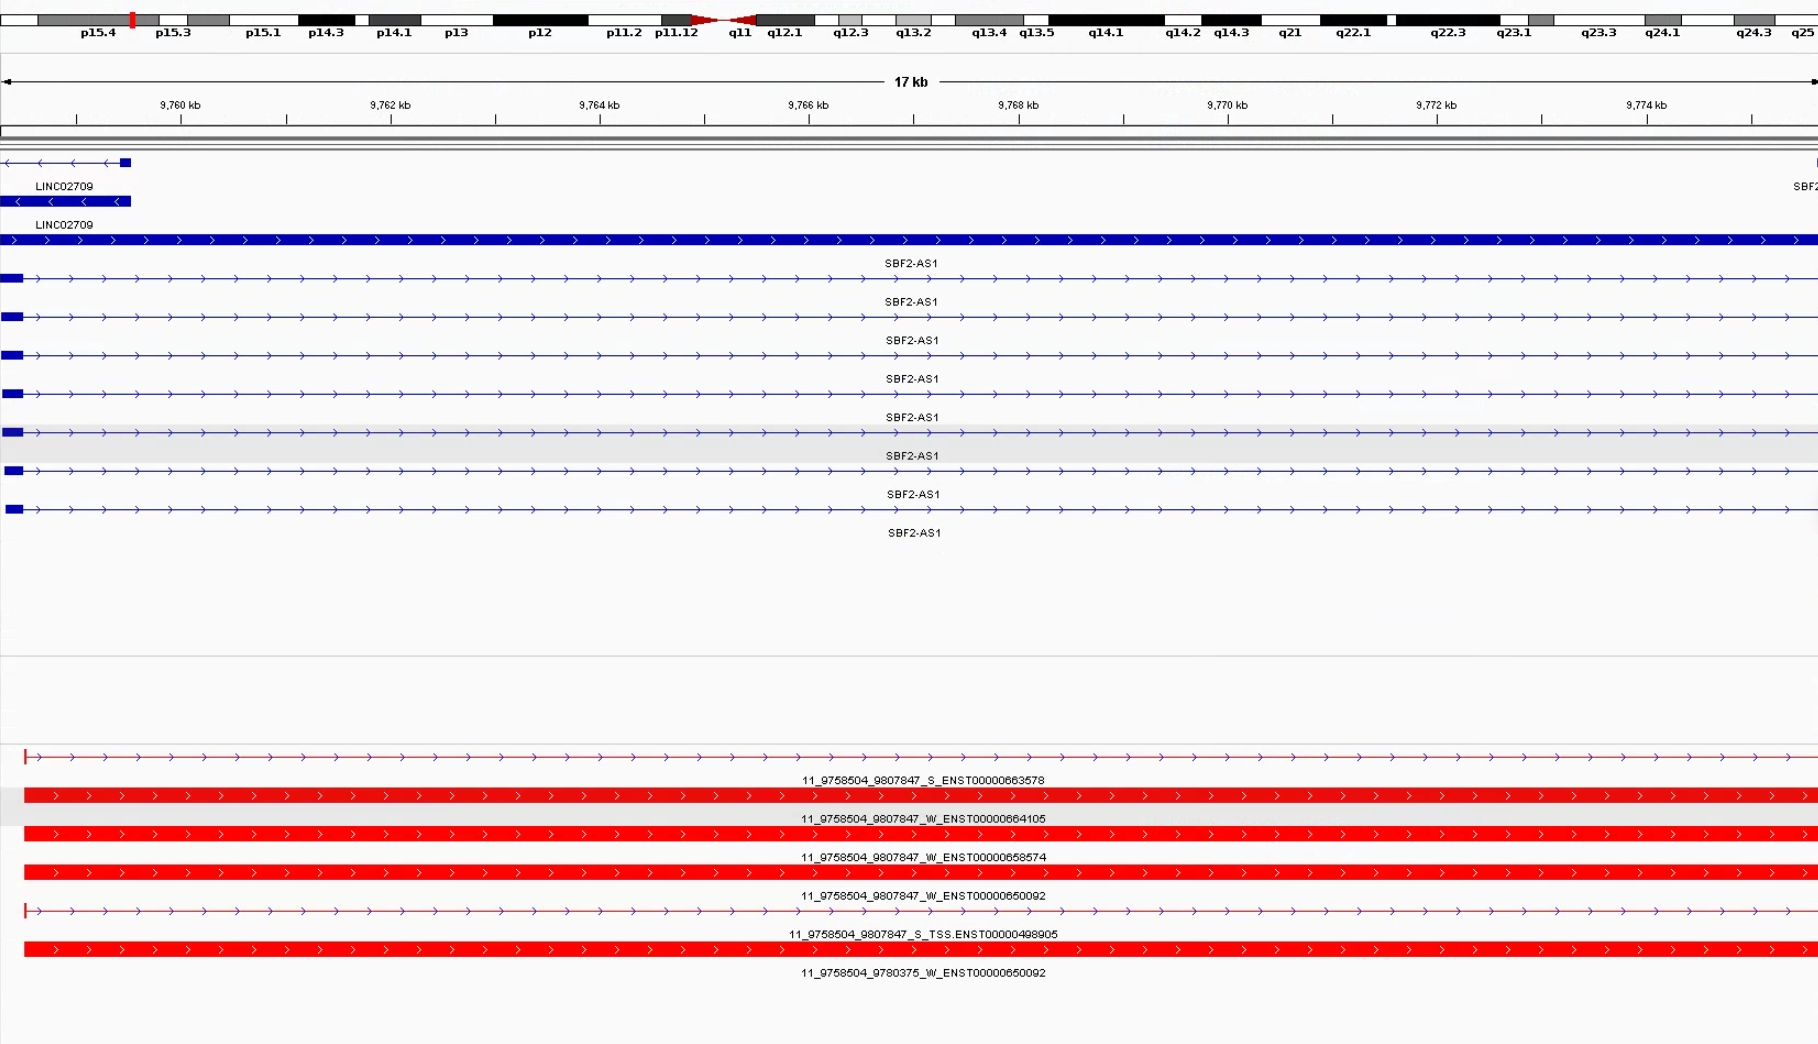 p15.4 p15.3 p15.1 p14.3 p14.1 p13 p12 p11.2 p11.12 q11 q12.1 q12.3 q13.2 q13.4 q13.5 q14.1 q14.2 q14.3 q21 q22.1 q22.3 q23.1 q23.3 q24.1 q24.3 q25
17 kb
9,760 kb 9,762 kb 9,764 kb 9,766 kb 9,768 kb 9,770 kb 9,772 kb 9,774 kb
LINC02709 SBF2
LINC02709
SBF2-AS1
SBF2-AS1
SBF2-AS1
SBF2-AS1
SBF2-AS1
SBF2-AS1
SBF2-AS1
SBF2-AS1
11_9758504_9807847_S_ENST00000663578
11_9758504_9807847_W_ENST00000664105
11_9758504_9807847_W_ENST00000658574
11_9758504_9807847_W_ENST00000650092
11_9758504_9807847_S_TSS.ENST00000498905
11_9758504_9780375_W_ENST00000650092